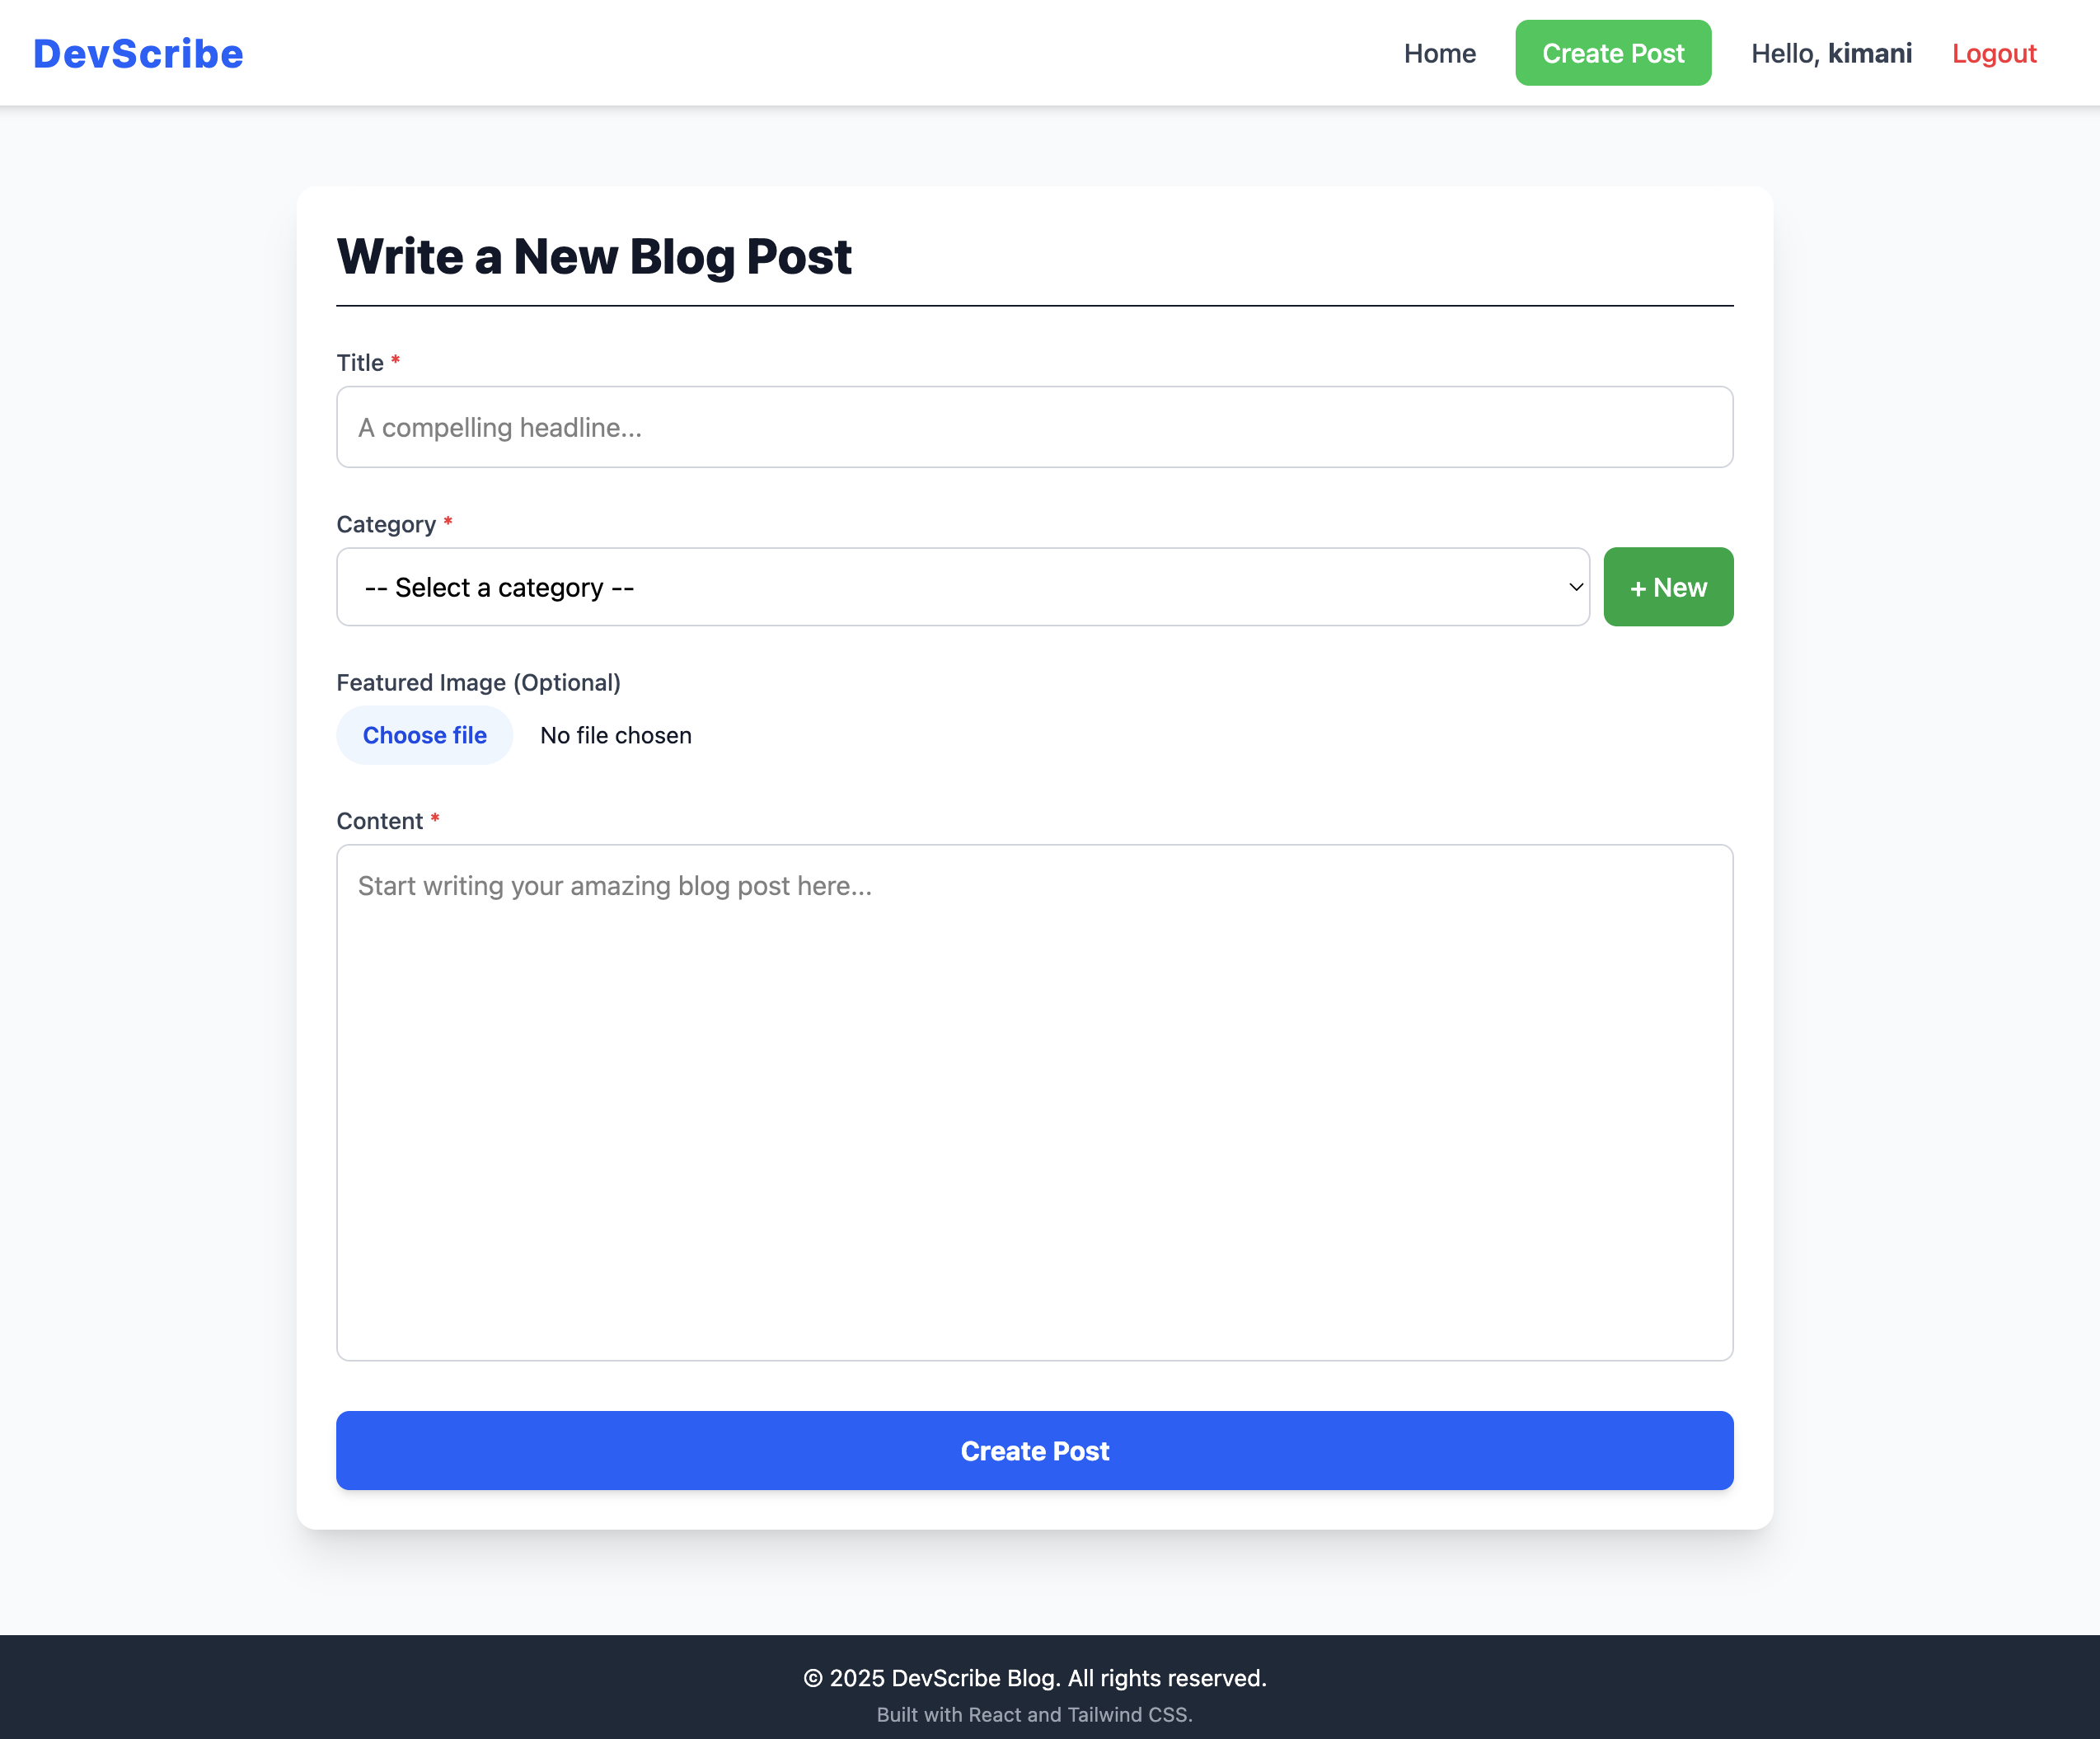 DevScribe
Home Create Post Hello, kimani Logout
Write a New Blog Post
Title *
A compelling headline...
Category *
-- Select a category --
+ New
Featured Image (Optional)
Choose file No file chosen
Content *
Start writing your amazing blog post here...
Create Post
© 2025 DevScribe Blog. All rights reserved.
Built with React and Tailwind CSS.